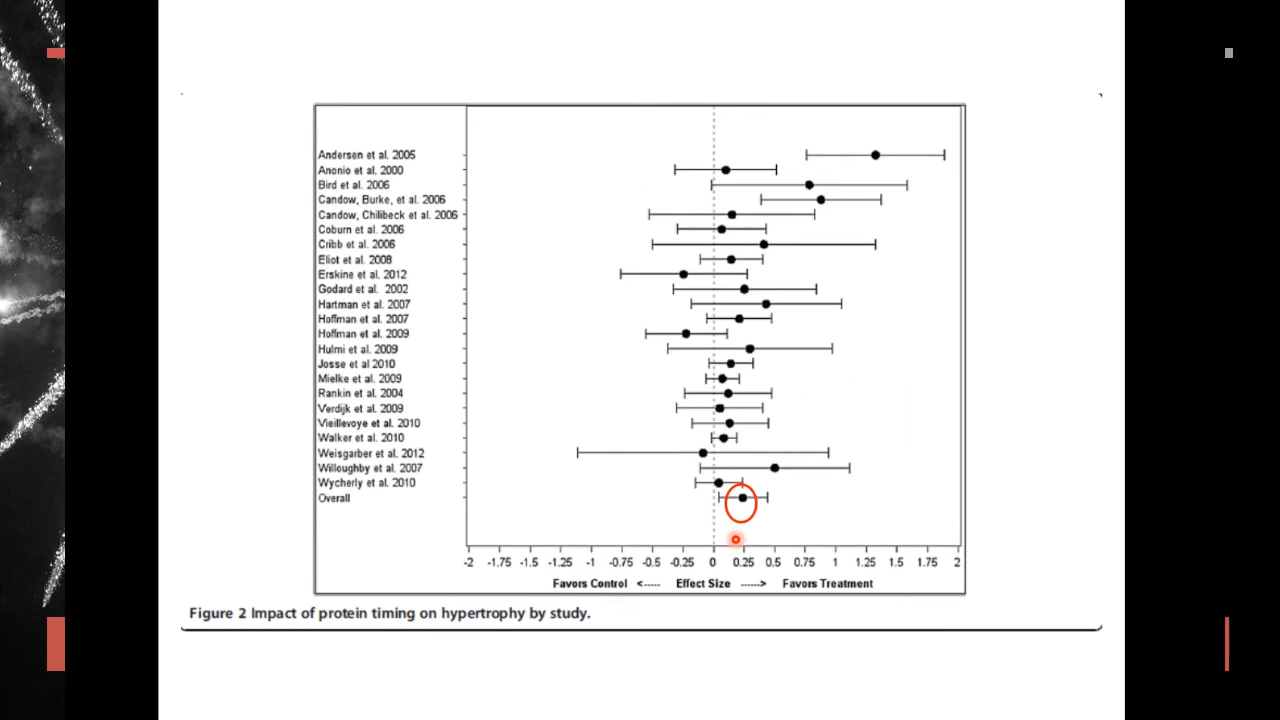 Andersen et al. 2005
Anonio et al. 2000
Bird et al. 2006
Candow, Burke, et al. 2006
Candow, Chilibeck et al. 2006
Coburn et al. 2006
Cribb et al. 2006
Eliot et al. 2008
Erskine et al. 2012
Godard et al. 2002
Hartman et al. 2007
Hoffman et al. 2007
Hoffman et al. 2009
Hulmi et al. 2009
Josse et al 2010
Mielke et al. 2009
Rankin et al. 2004
Verdijk et al. 2009
Vieillevoye et al. 2010
Walker et al. 2010
Weisgarber et al. 2012
Willoughby et al. 2007
Wycherly et al. 2010
Overall
-2 -1.75 -1.5 -1.25 -1 -0.75 -0.5 -0.25 0 0.25 0.5 0.75 1 1.25 1.5 1.75 2
Favors Control <----- Effect Size -----> Favors Treatment
Figure 2 Impact of protein timing on hypertrophy by study.